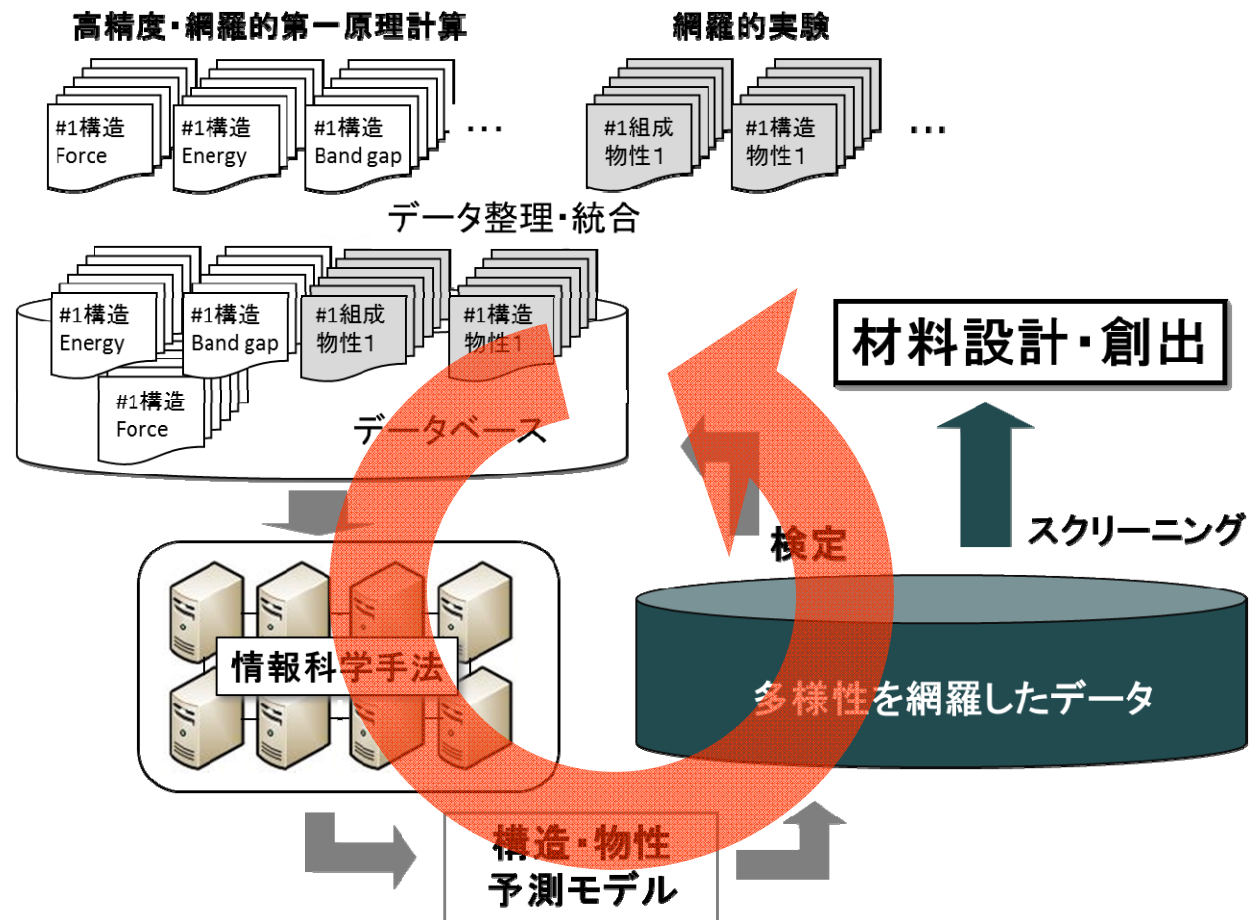 高精度・網羅的第一原理計算
網羅的実験
#1構造
Force
#1構造
Energy
#1構造
Band gap
…
#1組成
物性1
#1構造
物性1
…
データ整理・統合
#1構造
Energy
#1構造
Band gap
#1組成
物性1
#1構造
物性1
#1構造
Force
データベース
材料設計・創出
検定
スクリーニング
情報科学手法
多様性を網羅したデータ
構造・物性
予測モデル